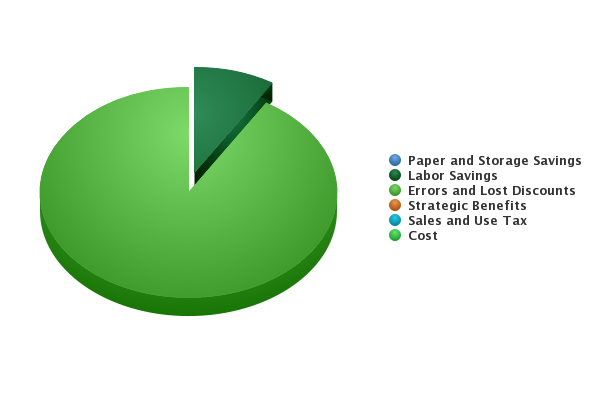 Paper and Storage Savings
Labor Savings
Errors and Lost Discounts
Strategic Benefits
Sales and Use Tax
Cost